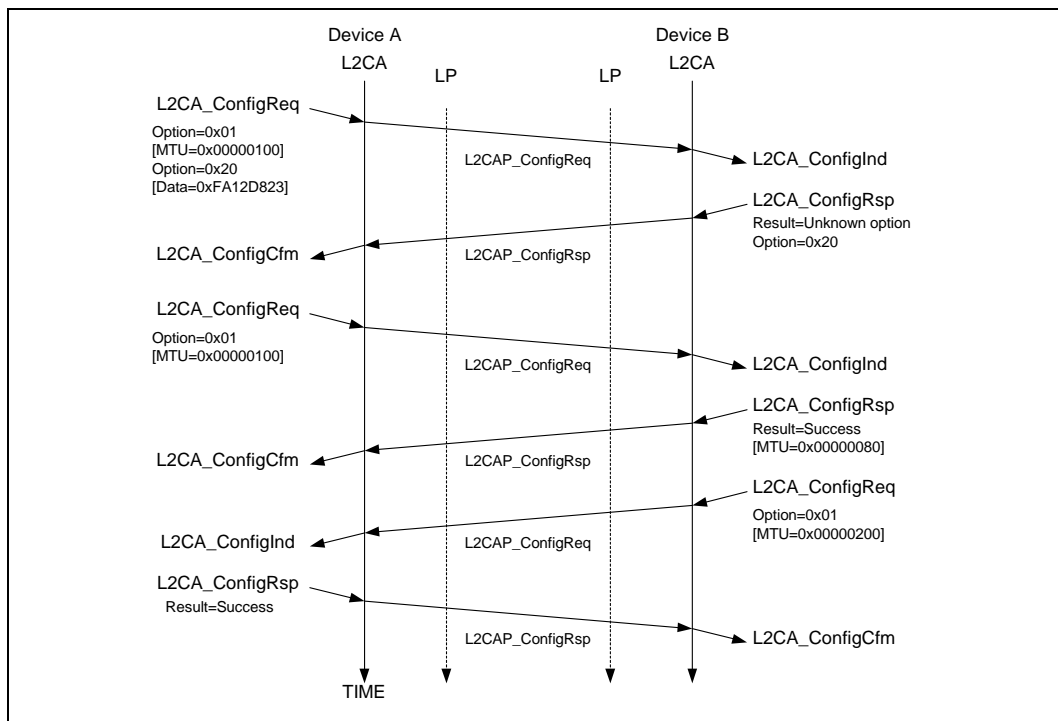 Device A
Device B
L2CA
LP
LP
L2CA
L2CA_ConfigReq
Option=0x01
[MTU=0x00000100]
Option=0x20
[Data=0xFA12D823]
L2CAP_ConfigReq
L2CA_ConfigInd
L2CA_ConfigRsp
Result=Unknown option
Option=0x20
L2CAP_ConfigRsp
L2CA_ConfigCfm
L2CA_ConfigReq
Option=0x01
[MTU=0x00000100]
L2CAP_ConfigReq
L2CA_ConfigInd
L2CA_ConfigRsp
Result=Success
[MTU=0x00000080]
L2CAP_ConfigRsp
L2CA_ConfigCfm
L2CA_ConfigReq
Option=0x01
[MTU=0x00000200]
L2CAP_ConfigReq
L2CA_ConfigInd
L2CA_ConfigRsp
Result=Success
L2CAP_ConfigRsp
L2CA_ConfigCfm
TIME